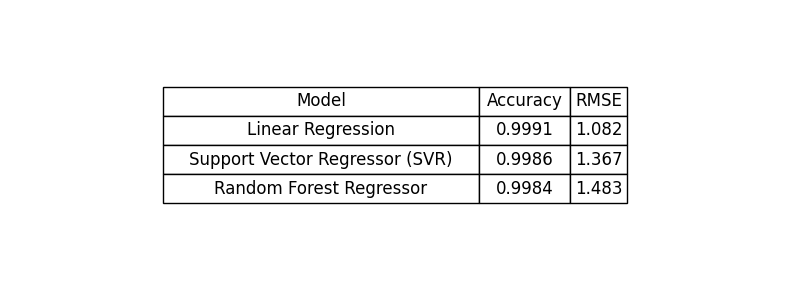 Model Accuracy RMSE
Linear Regression 0.9991 1.082
Support Vector Regressor (SVR) 0.9986 1.367
Random Forest Regressor 0.9984 1.483